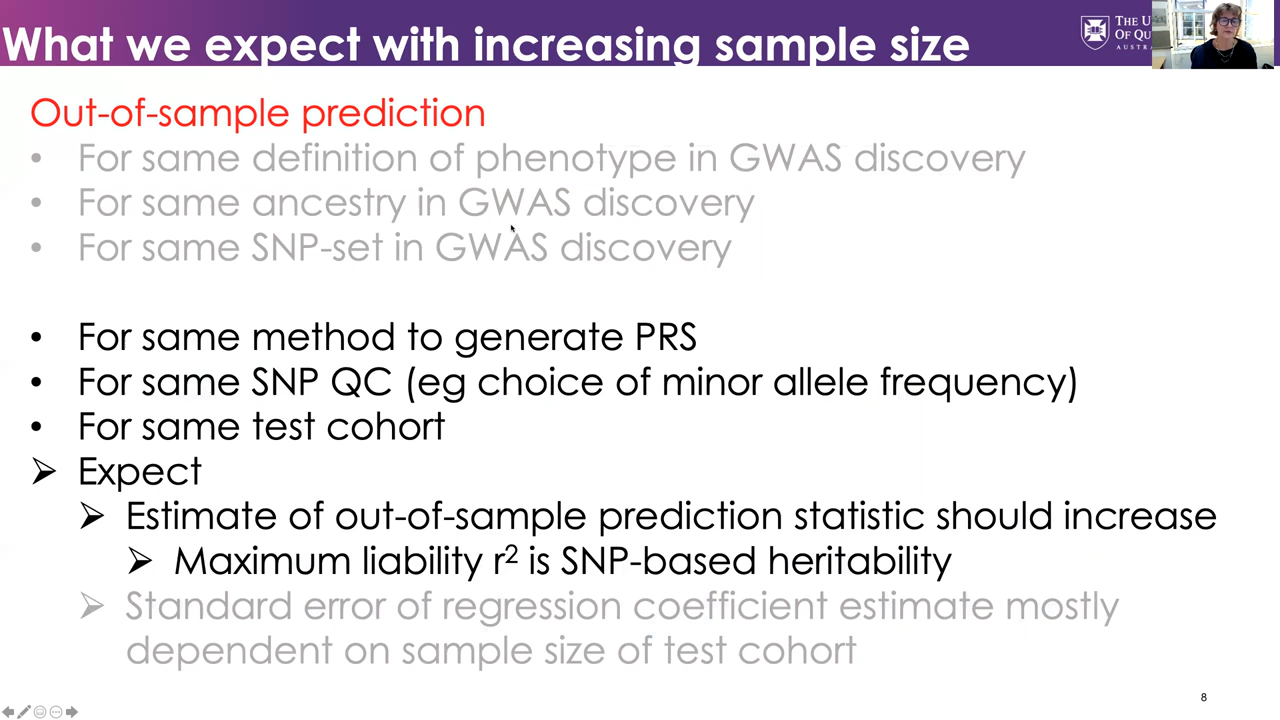 What we expect with increasing sample size
THE U
OF QU
AUSTRA
Out-of-sample prediction
• For same definition of phenotype in GWAS discovery
• For same ancestry in GWAS discovery
• For same SNP-set in GWAS discovery
• For same method to generate PRS
• For same SNP QC (eg choice of minor allele frequency)
• For same test cohort
➢ Expect
➢ Estimate of out-of-sample prediction statistic should increase
➢ Maximum liability r² is SNP-based heritability
➢ Standard error of regression coefficient estimate mostly
dependent on sample size of test cohort
8